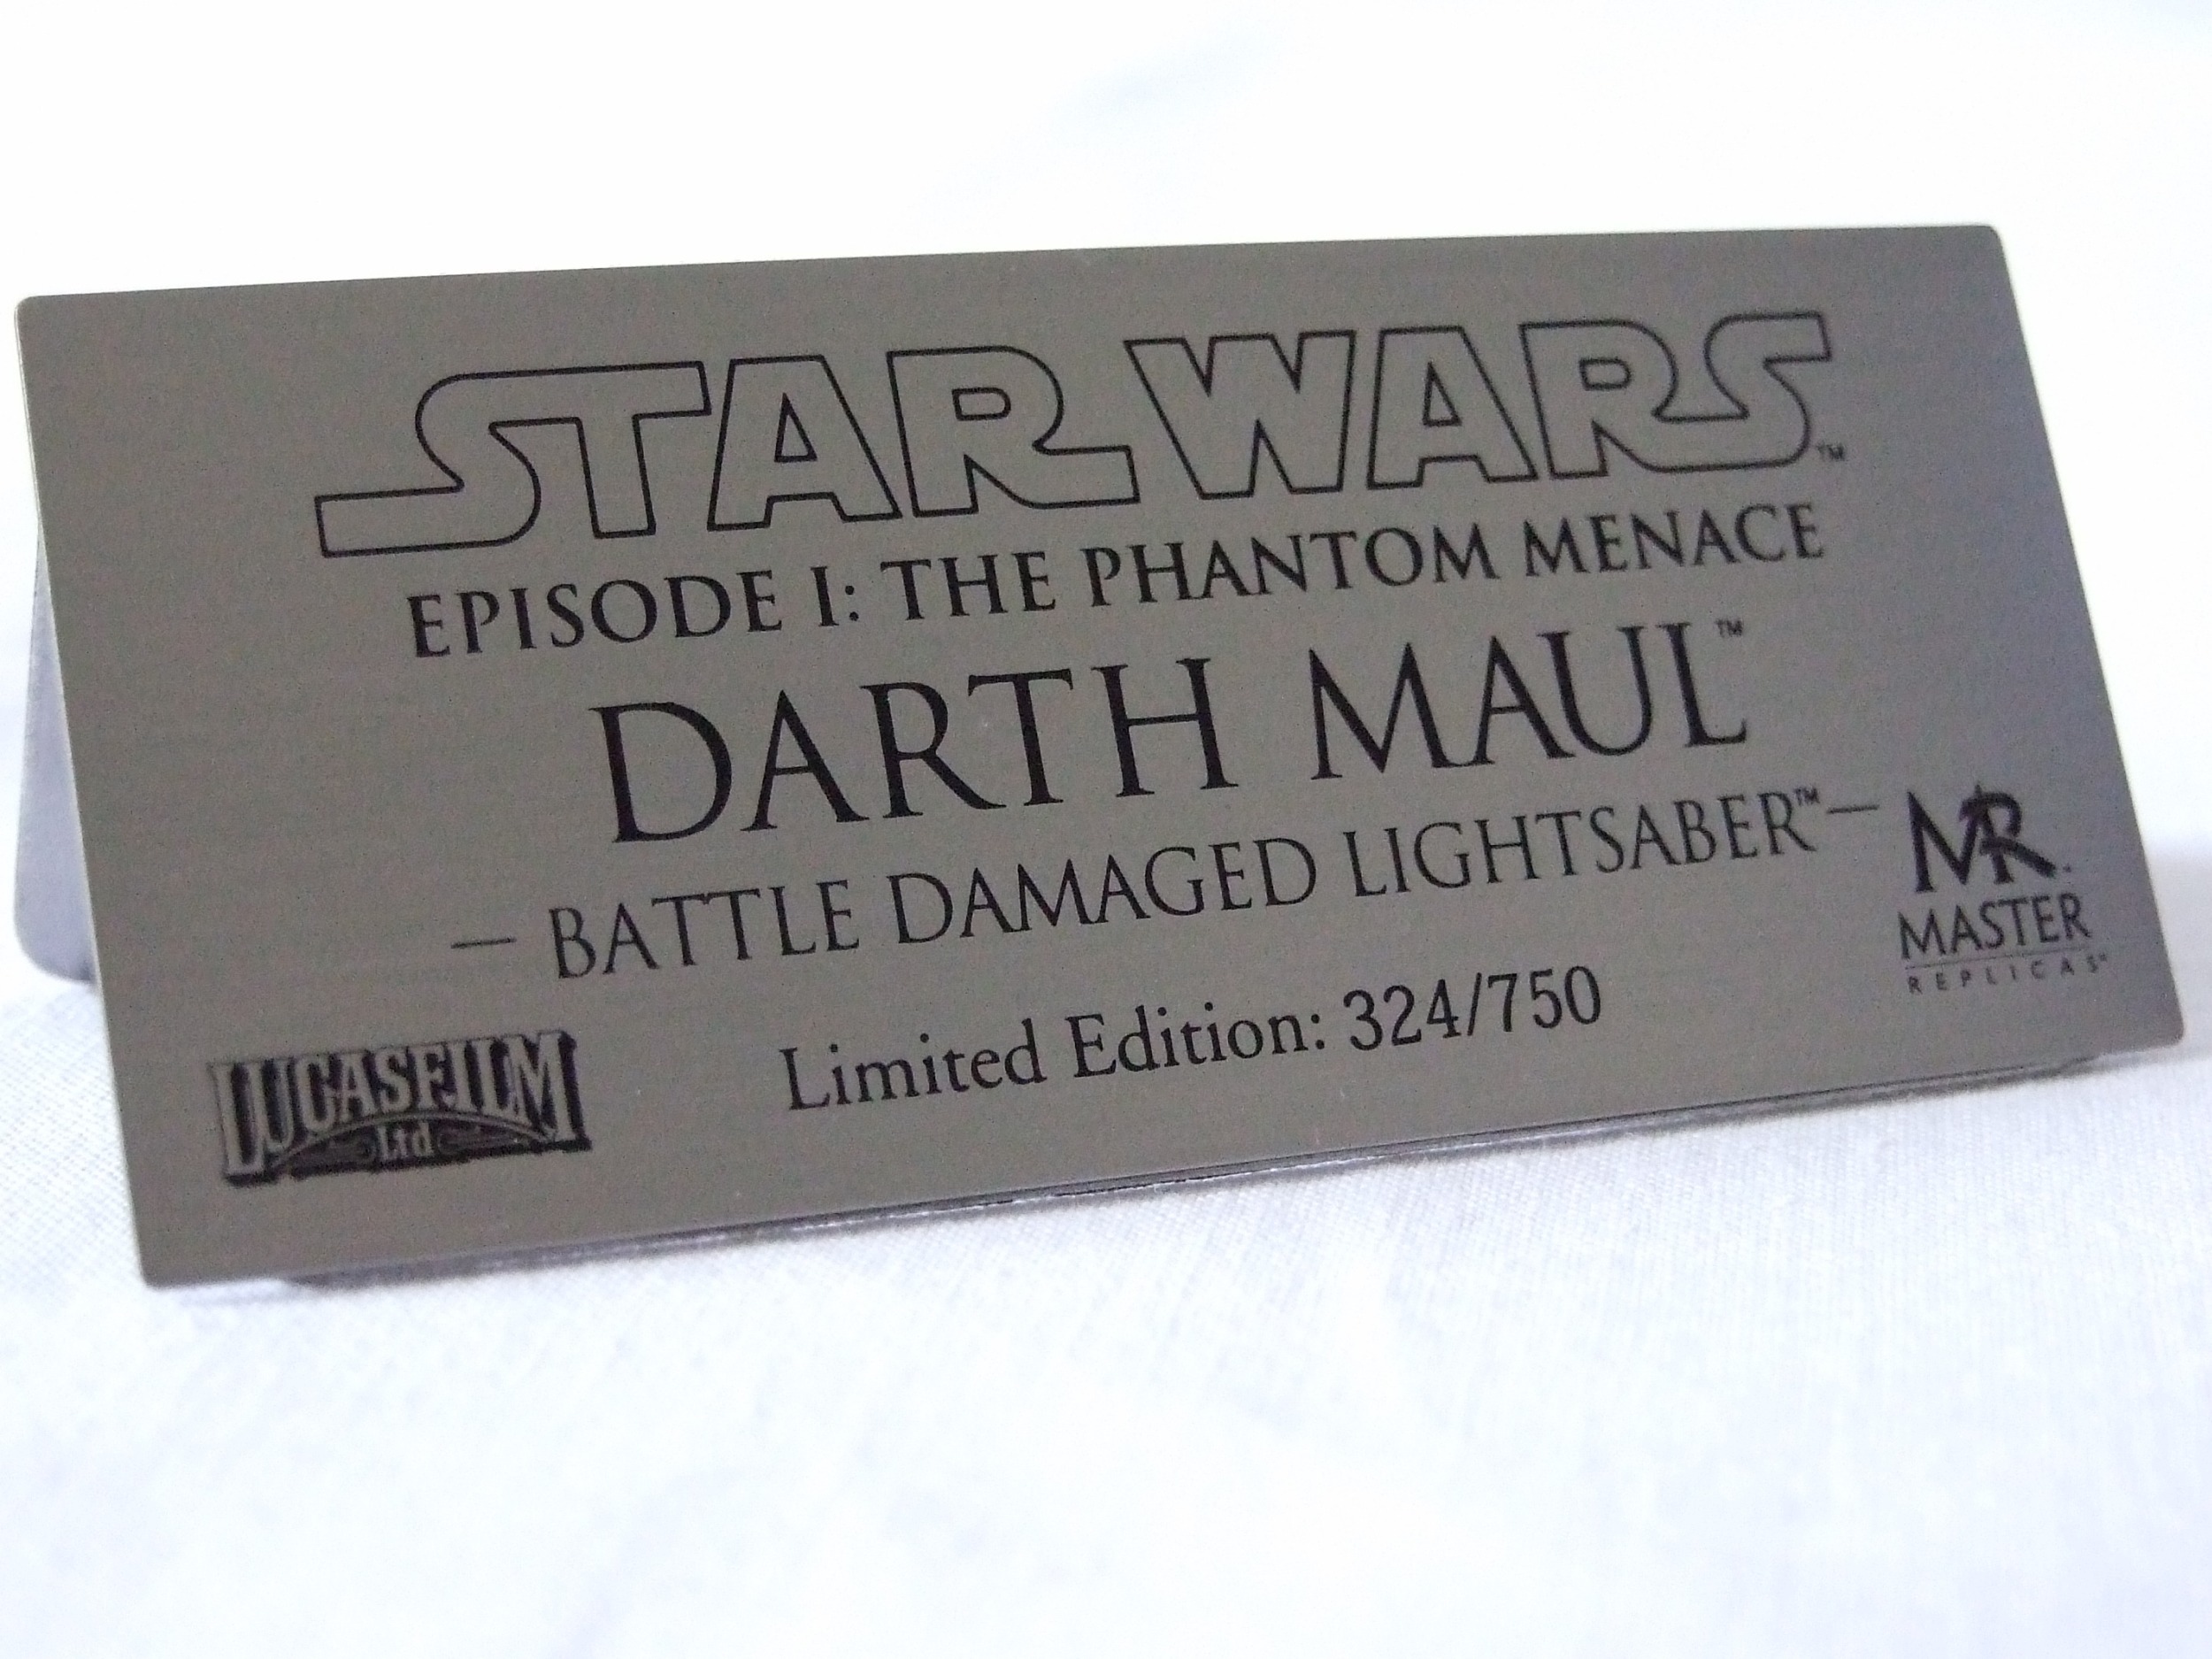 STAR WARS™
EPISODE I: THE PHANTOM MENACE
DARTH MAUL™
— BATTLE DAMAGED LIGHTSABER™ —
Limited Edition: 324/750
LUCASFILM
Ltd
MR
MASTER
REPLICAS®